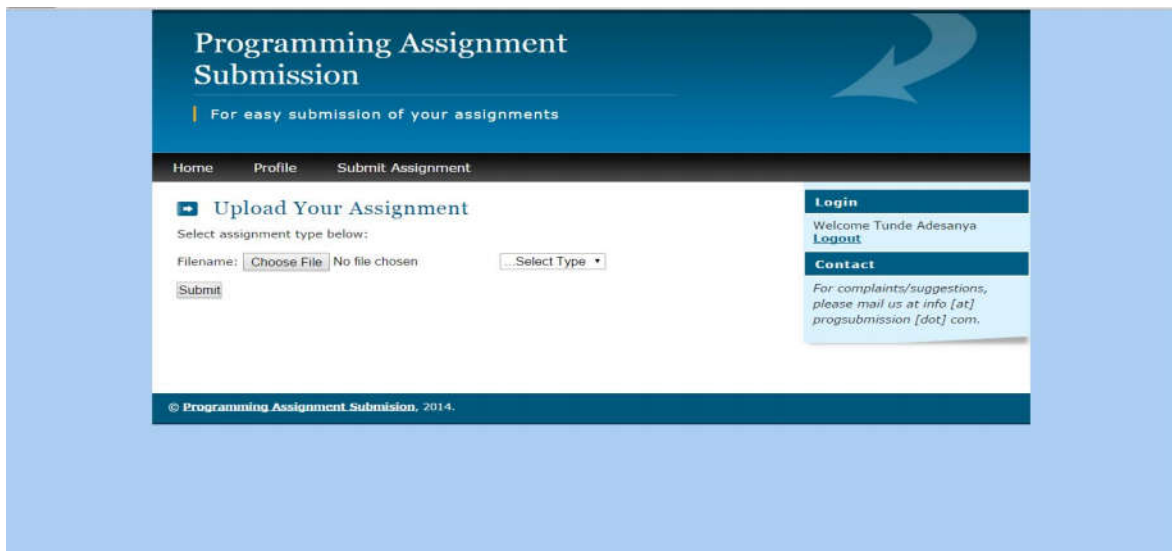 Programming Assignment
Submission
For easy submission of your assignments
Home Profile Submit Assignment
Upload Your Assignment
Select assignment type below:
Filename: Choose File No file chosen ...Select Type
Submit
Login
Welcome Tunde Adesanya
Logout
Contact
For complaints/suggestions,
please mail us at info [at]
progsubmission [dot] com.
© Programming Assignment Submision, 2014.